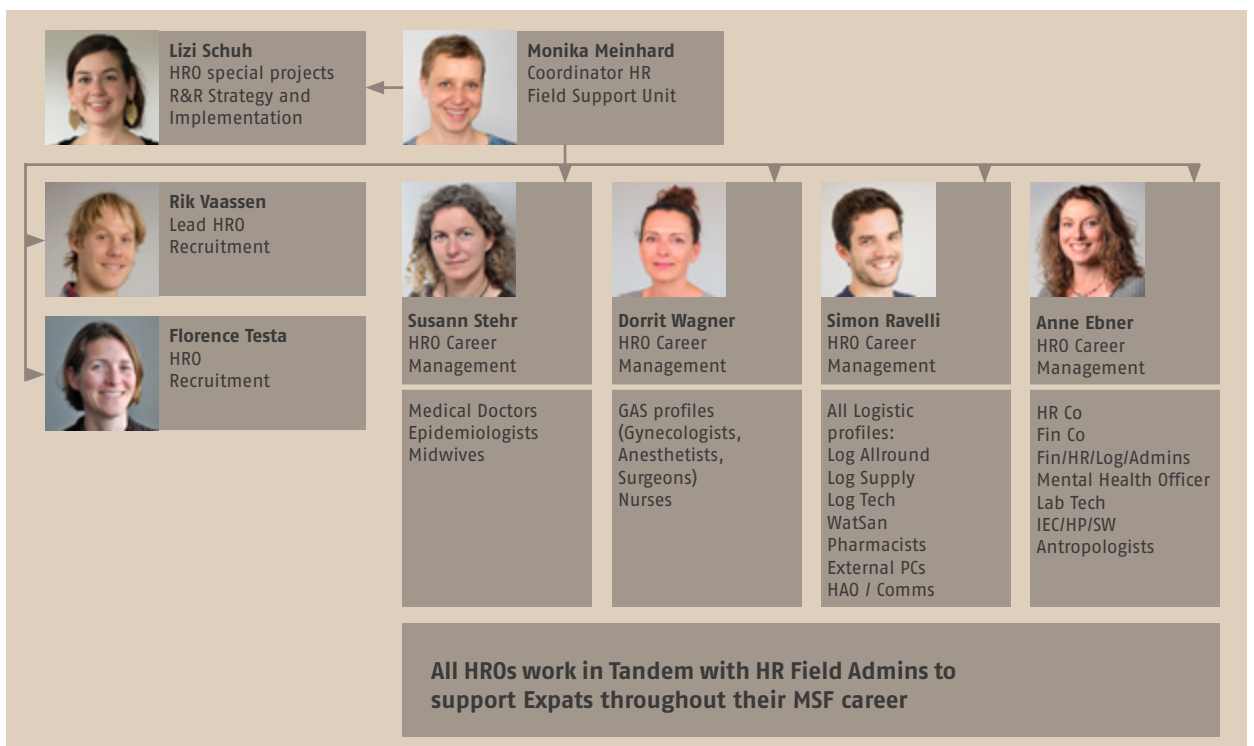 Lizi Schuh
HRO special projects
R&R Strategy and
Implementation
Monika Meinhard
Coordinator HR
Field Support Unit
Rik Vaassen
Lead HRO
Recruitment
Florence Testa
HRO
Recruitment
Susann Stehr
HRO Career
Management
Medical Doctors
Epidemiologists
Midwives
Dorrit Wagner
HRO Career
Management
GAS profiles
(Gynecologists,
Anesthetists,
Surgeons)
Nurses
Simon Ravelli
HRO Career
Management
All Logistic
profiles:
Log Allround
Log Supply
Log Tech
WatSan
Pharmacists
External PCs
HAO / Comms
Anne Ebner
HRO Career
Management
HR Co
Fin Co
Fin/HR/Log/Admins
Mental Health Officer
Lab Tech
IEC/HP/SW
Antropologists
All HROs work in Tandem with HR Field Admins to
support Expats throughout their MSF career